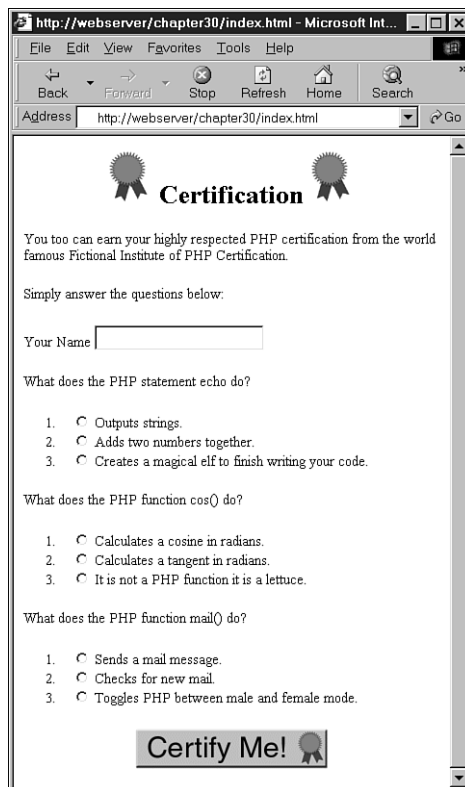 http://webserver/chapter30/index.html - Microsoft Int...
File Edit View Favorites Tools Help
Back Forward Stop Refresh Home Search »
Address http://webserver/chapter30/index.html Go
Certification
You too can earn your highly respected PHP certification from the world
famous Fictional Institute of PHP Certification.
Simply answer the questions below:
Your Name
What does the PHP statement echo do?
1. Outputs strings.
2. Adds two numbers together.
3. Creates a magical elf to finish writing your code.
What does the PHP function cos() do?
1. Calculates a cosine in radians.
2. Calculates a tangent in radians.
3. It is not a PHP function it is a lettuce.
What does the PHP function mail() do?
1. Sends a mail message.
2. Checks for new mail.
3. Toggles PHP between male and female mode.
Certify Me!